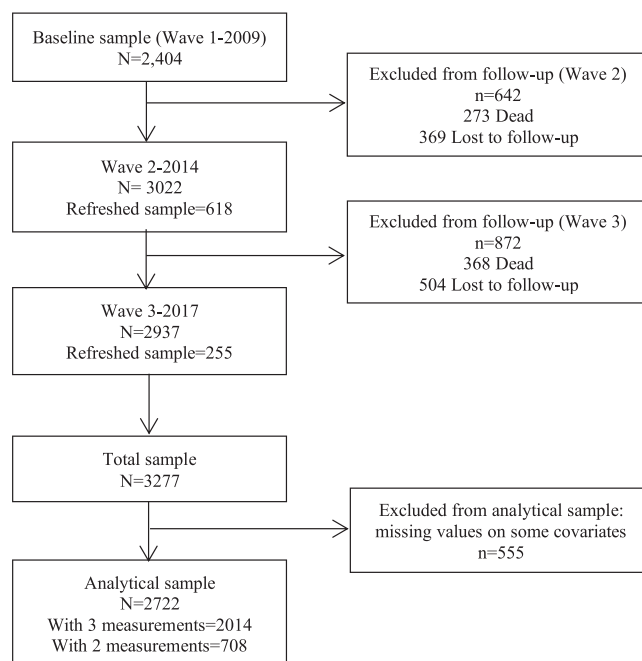 Baseline sample (Wave 1-2009)
N=2,404
Excluded from follow-up (Wave 2)
n=642
273 Dead
369 Lost to follow-up
Wave 2-2014
N= 3022
Refreshed sample=618
Excluded from follow-up (Wave 3)
n=872
368 Dead
504 Lost to follow-up
Wave 3-2017
N=2937
Refreshed sample=255
Total sample
N=3277
Excluded from analytical sample:
missing values on some covariates
n=555
Analytical sample
N=2722
With 3 measurements=2014
With 2 measurements=708